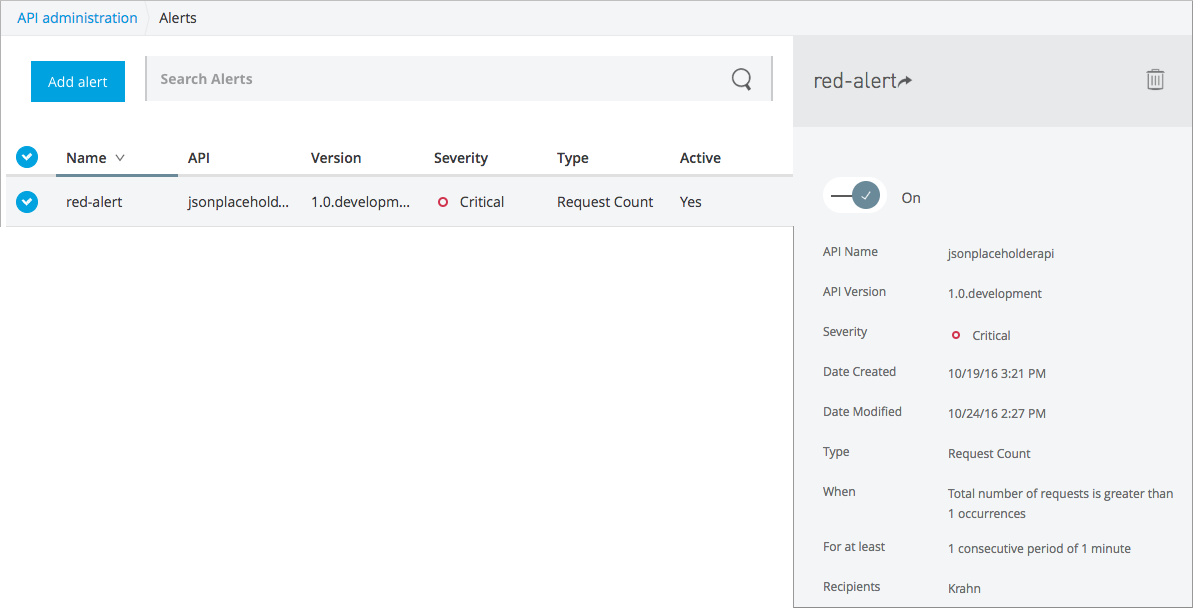 API administration Alerts
Add alert
Search Alerts
Name API Version Severity Type Active
red-alert jsonplacehold... 1.0.developm... Critical Request Count Yes
red-alert
On
API Name jsonplaceholderapi
API Version 1.0.development
Severity Critical
Date Created 10/19/16 3:21 PM
Date Modified 10/24/16 2:27 PM
Type Request Count
When Total number of requests is greater than
1 occurrences
For at least 1 consecutive period of 1 minute
Recipients Krahn